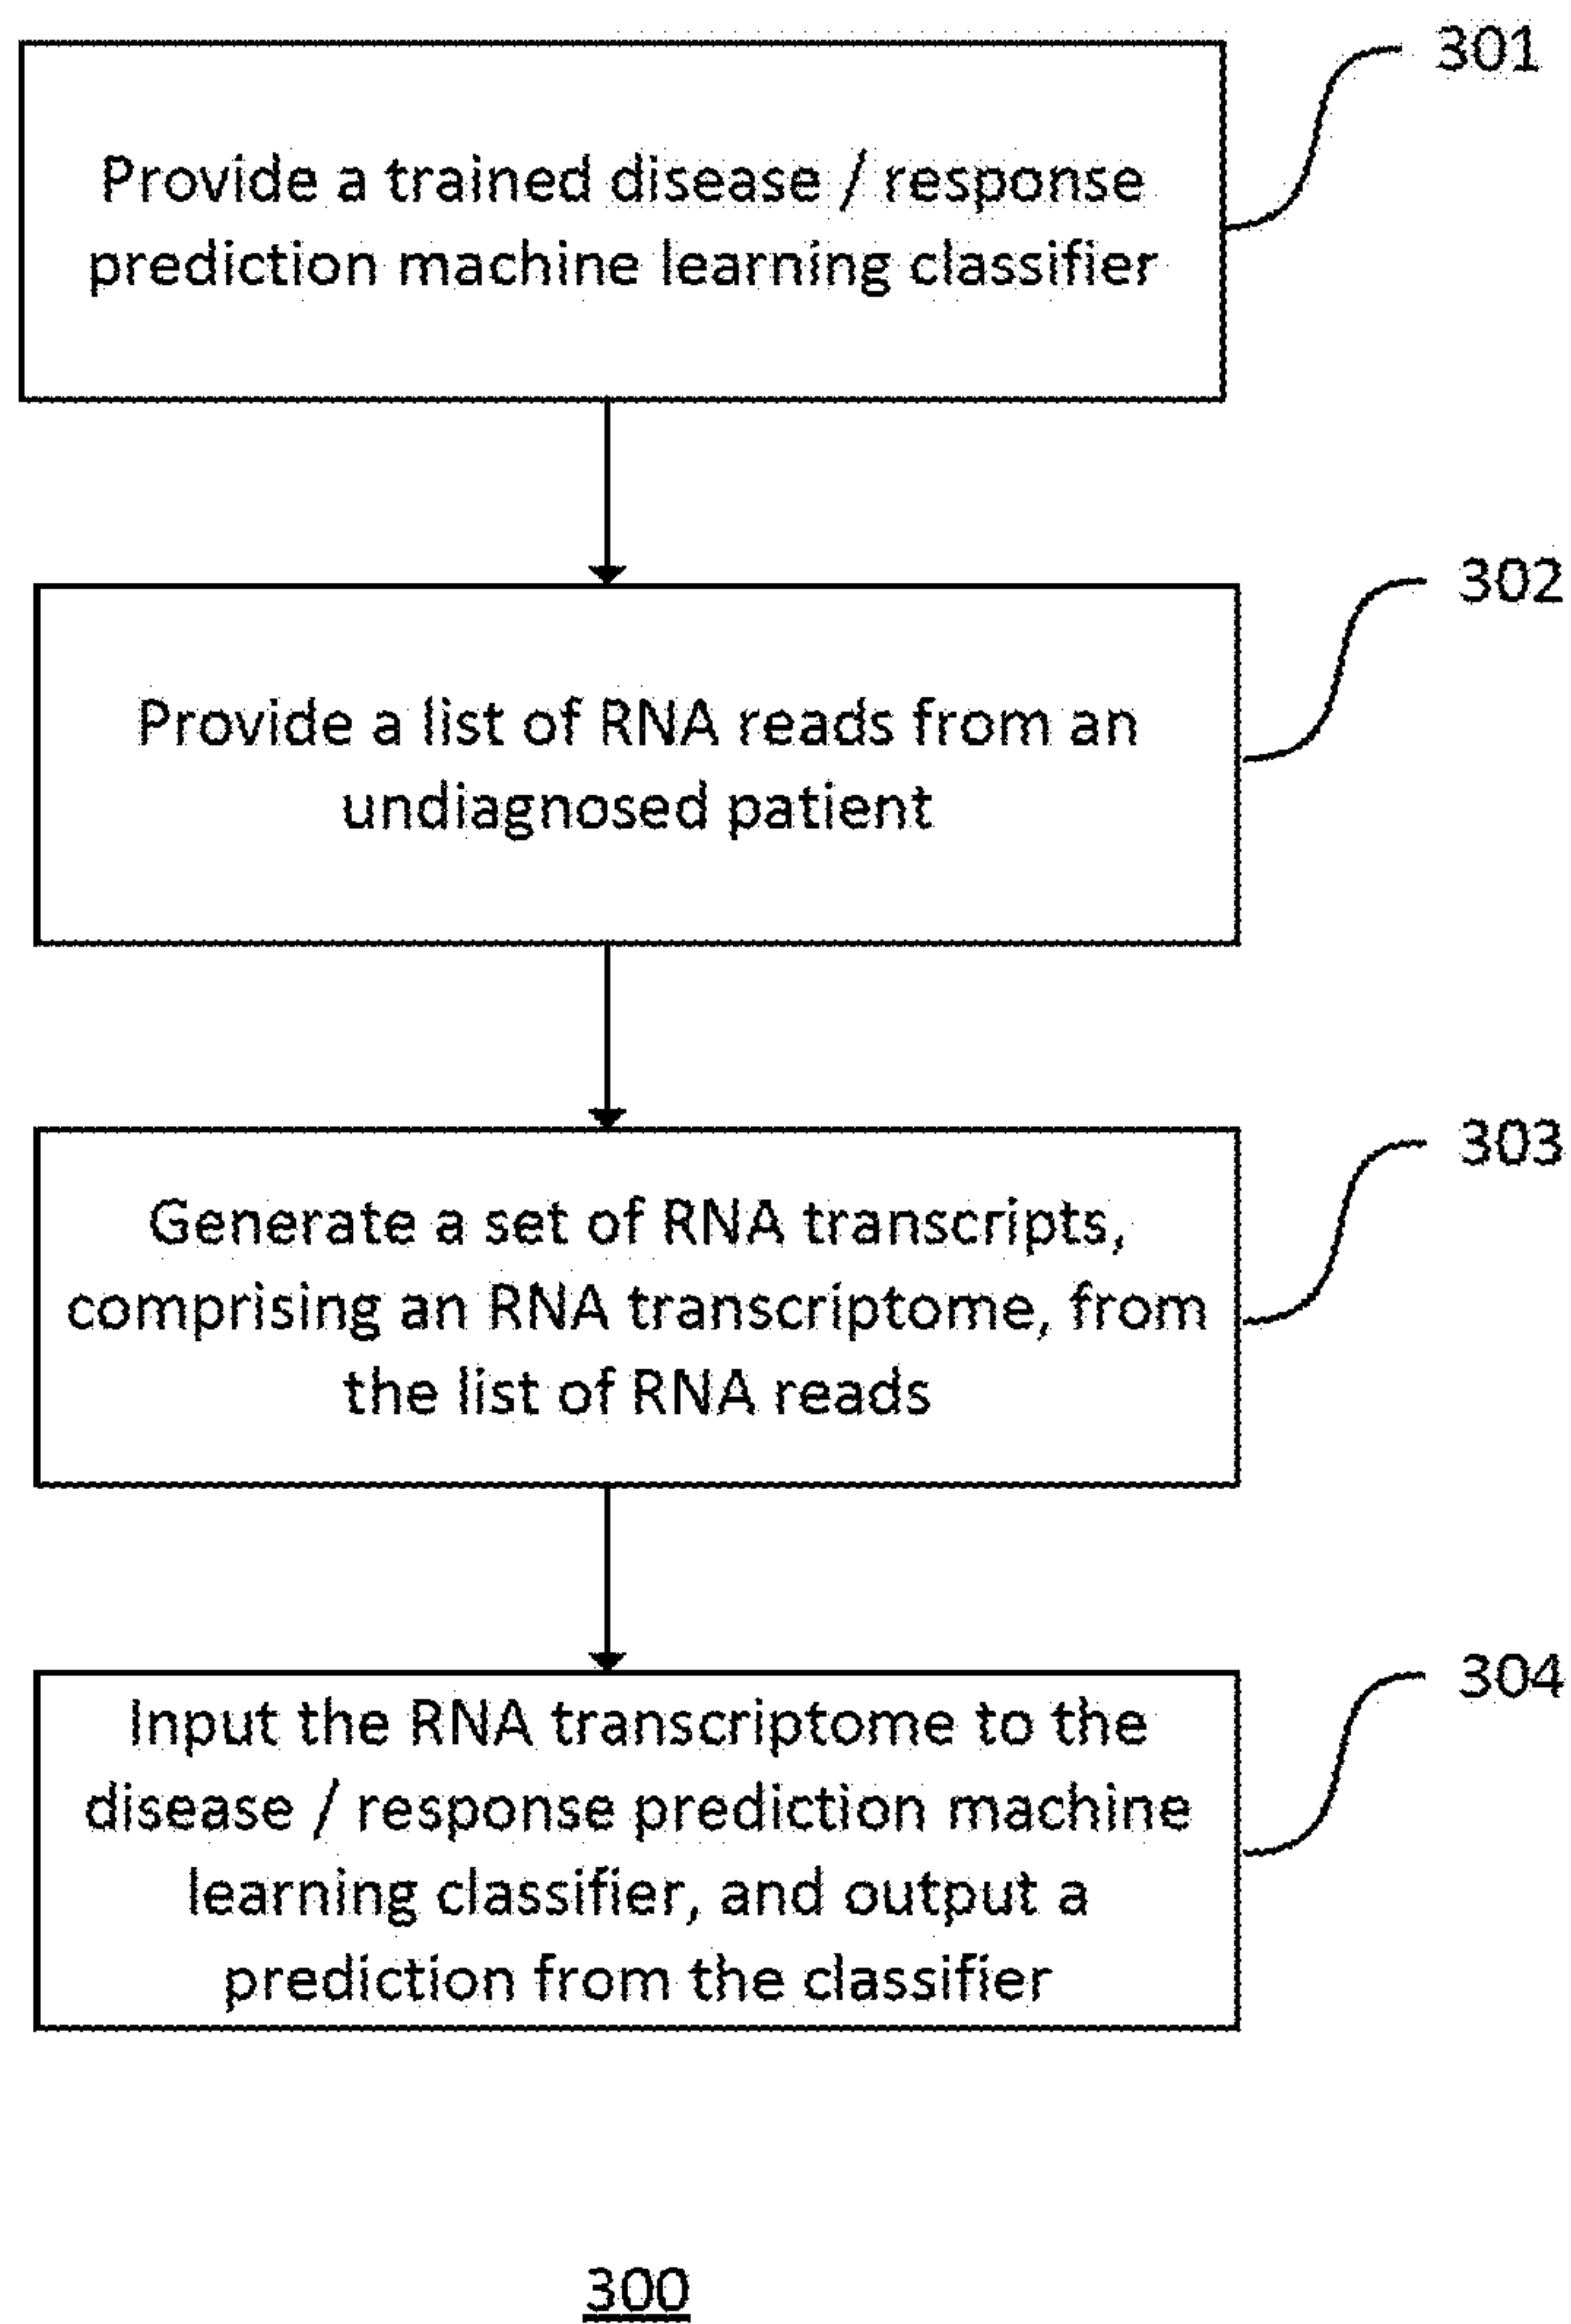 301
Provide a trained disease / response
prediction machine learning classifier
302
Provide a list of RNA reads from an
undiagnosed patient
303
Generate a set of RNA transcripts,
comprising an RNA transcriptome, from
the list of RNA reads
304
Input the RNA transcriptome to the
disease / response prediction machine
learning classifier, and output a
prediction from the classifier
300